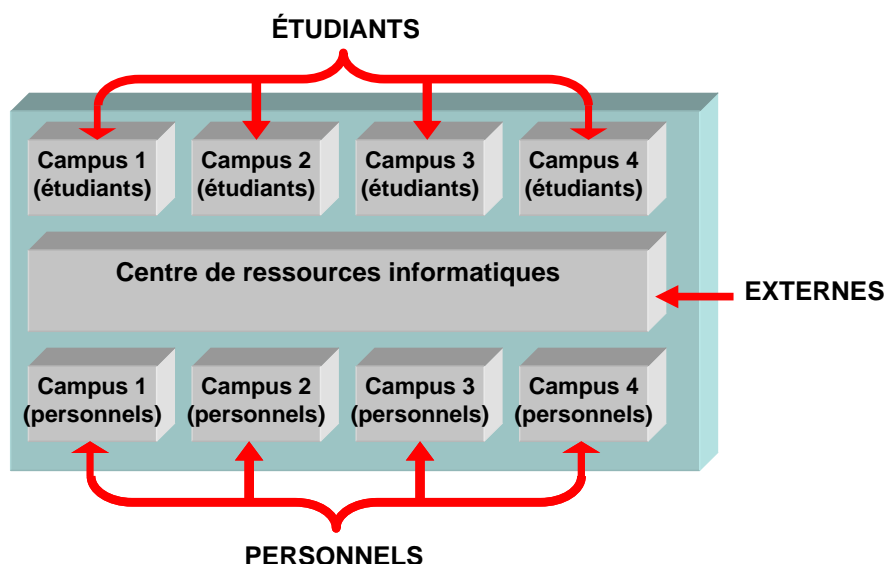 ÉTUDIANTS
Campus 1
(étudiants)
Campus 2
(étudiants)
Campus 3
(étudiants)
Campus 4
(étudiants)
Centre de ressources informatiques
EXTERNES
Campus 1
(personnels)
Campus 2
(personnels)
Campus 3
(personnels)
Campus 4
(personnels)
PERSONNELS